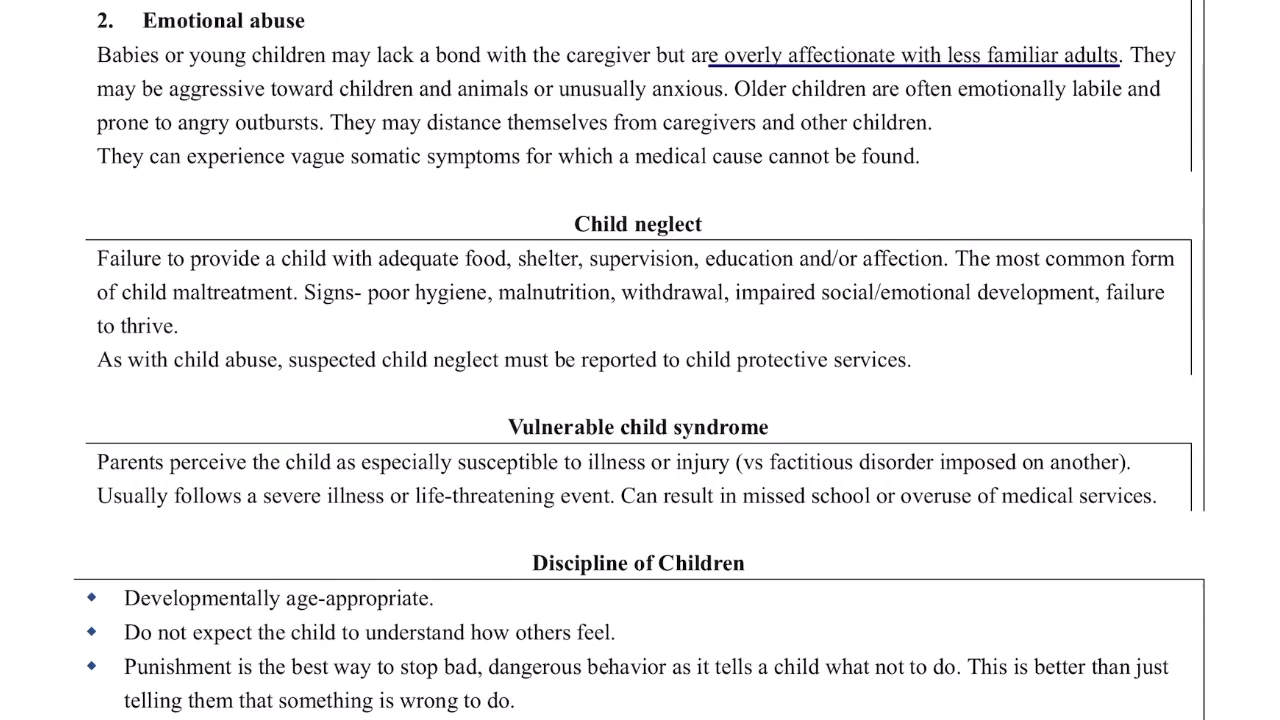 2. Emotional abuse
Babies or young children may lack a bond with the caregiver but are overly affectionate with less familiar adults. They
may be aggressive toward children and animals or unusually anxious. Older children are often emotionally labile and
prone to angry outbursts. They may distance themselves from caregivers and other children.
They can experience vague somatic symptoms for which a medical cause cannot be found.
Child neglect
Failure to provide a child with adequate food, shelter, supervision, education and/or affection. The most common form
of child maltreatment. Signs- poor hygiene, malnutrition, withdrawal, impaired social/emotional development, failure
to thrive.
As with child abuse, suspected child neglect must be reported to child protective services.
Vulnerable child syndrome
Parents perceive the child as especially susceptible to illness or injury (vs factitious disorder imposed on another).
Usually follows a severe illness or life-threatening event. Can result in missed school or overuse of medical services.
Discipline of Children
◆ Developmentally age-appropriate.
◆ Do not expect the child to understand how others feel.
◆ Punishment is the best way to stop bad, dangerous behavior as it tells a child what not to do. This is better than just
telling them that something is wrong to do.